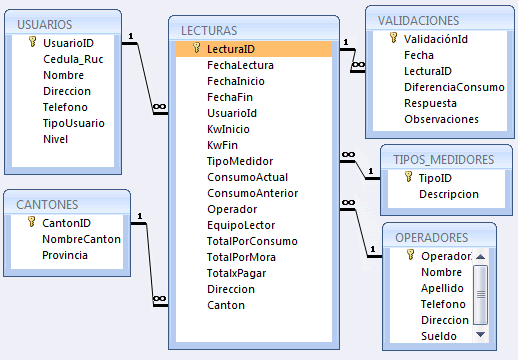 USUARIOS
UsuarioID
Cedula_Ruc
Nombre
Direccion
Telefono
TipoUsuario
Nivel
1
∞
CANTONES
CantonID
NombreCanton
Provincia
1
∞
LECTURAS
LecturaID
FechaLectura
FechaInicio
FechaFin
UsuarioId
KwInicio
KwFin
TipoMedidor
ConsumoActual
ConsumoAnterior
Operador
EquipoLector
TotalPorConsumo
TotalPorMora
TotalxPagar
Direccion
Canton
1
∞
VALIDACIONES
ValidaciónId
Fecha
LecturaID
DiferenciaConsumo
Respuesta
Observaciones
∞
1
TIPOS_MEDIDORES
TipoID
Descripcion
∞
1
OPERADORES
Operador
Nombre
Apellido
Telefono
Direccion
Sueldo